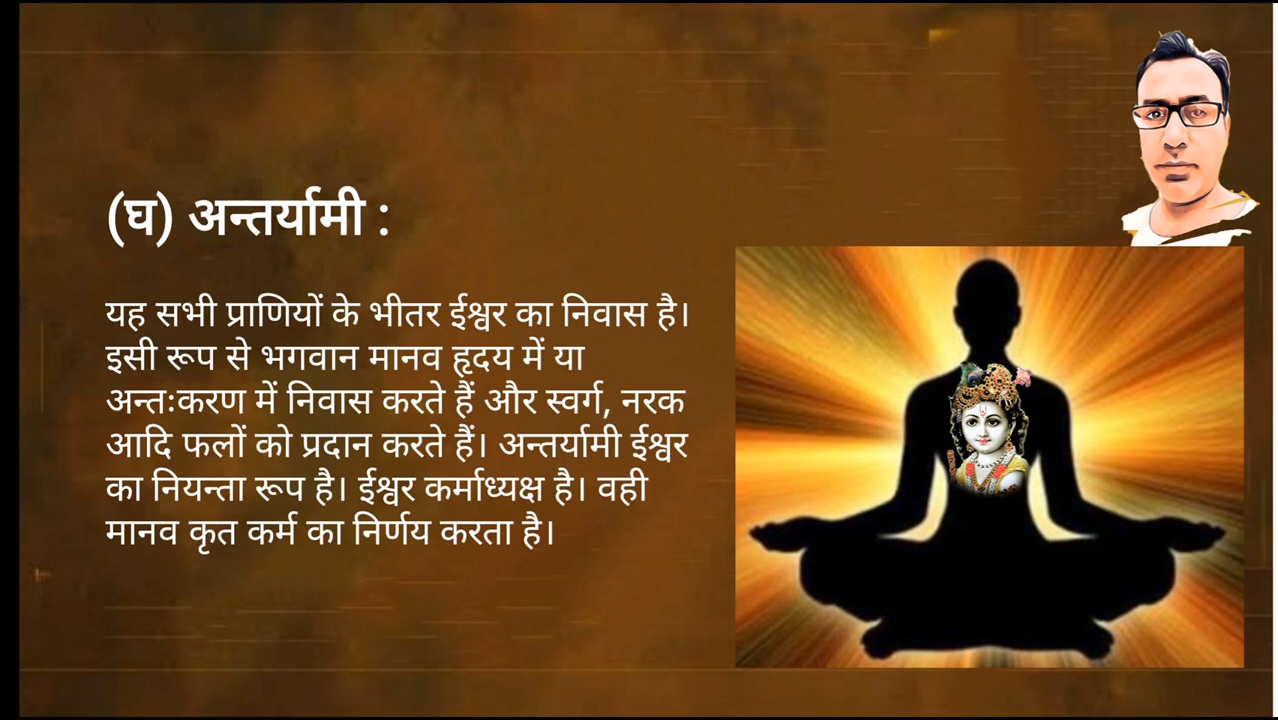 (घ) अन्तर्यामी :
यह सभी प्राणियों के भीतर ईश्वर का निवास है।
इसी रूप से भगवान मानव हृदय में या
अन्तःकरण में निवास करते हैं और स्वर्ग, नरक
आदि फलों को प्रदान करते हैं। अन्तर्यामी ईश्वर
का नियन्ता रूप है। ईश्वर कर्माध्यक्ष है। वही
मानव कृत कर्म का निर्णय करता है।